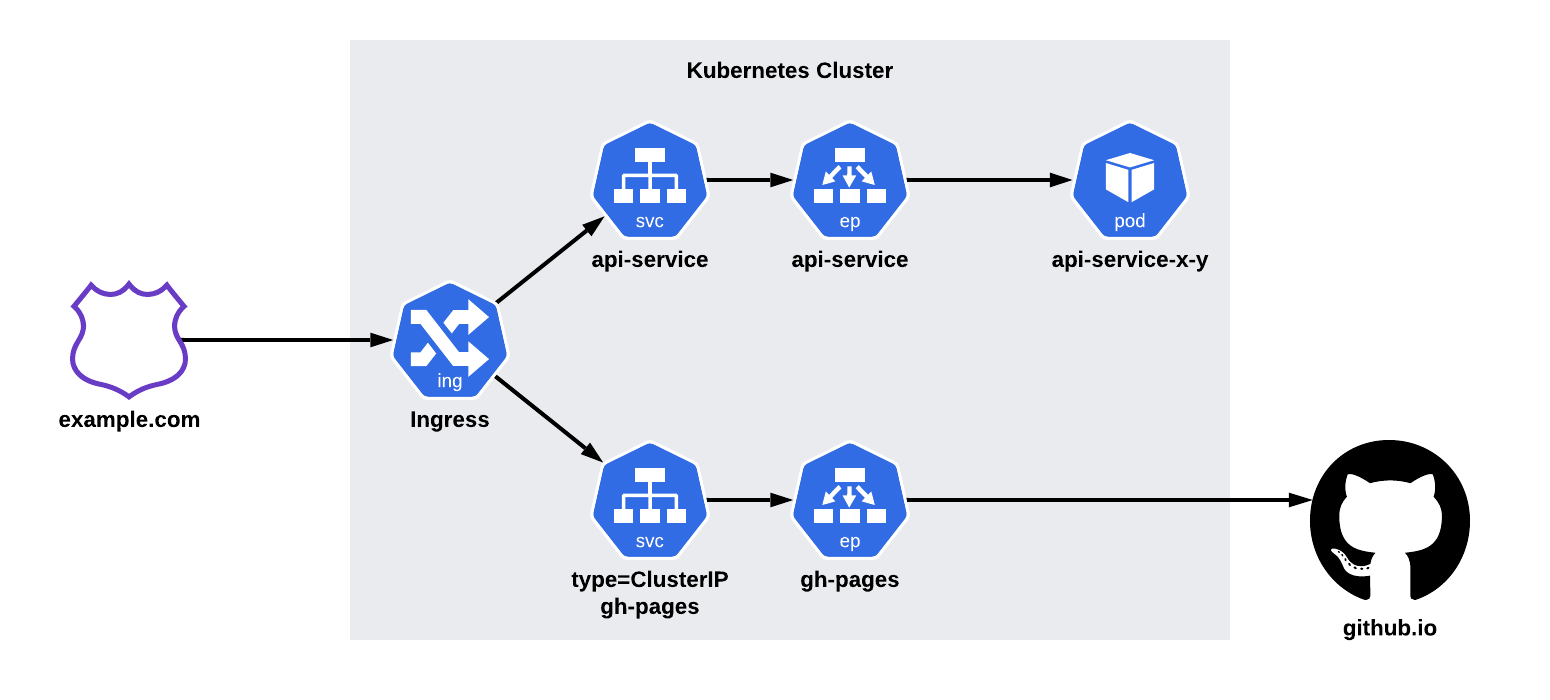 Kubernetes Cluster
svc
api-service
ep
api-service
pod
api-service-x-y
example.com
ing
Ingress
svc
type=ClusterIP
gh-pages
ep
gh-pages
github.io